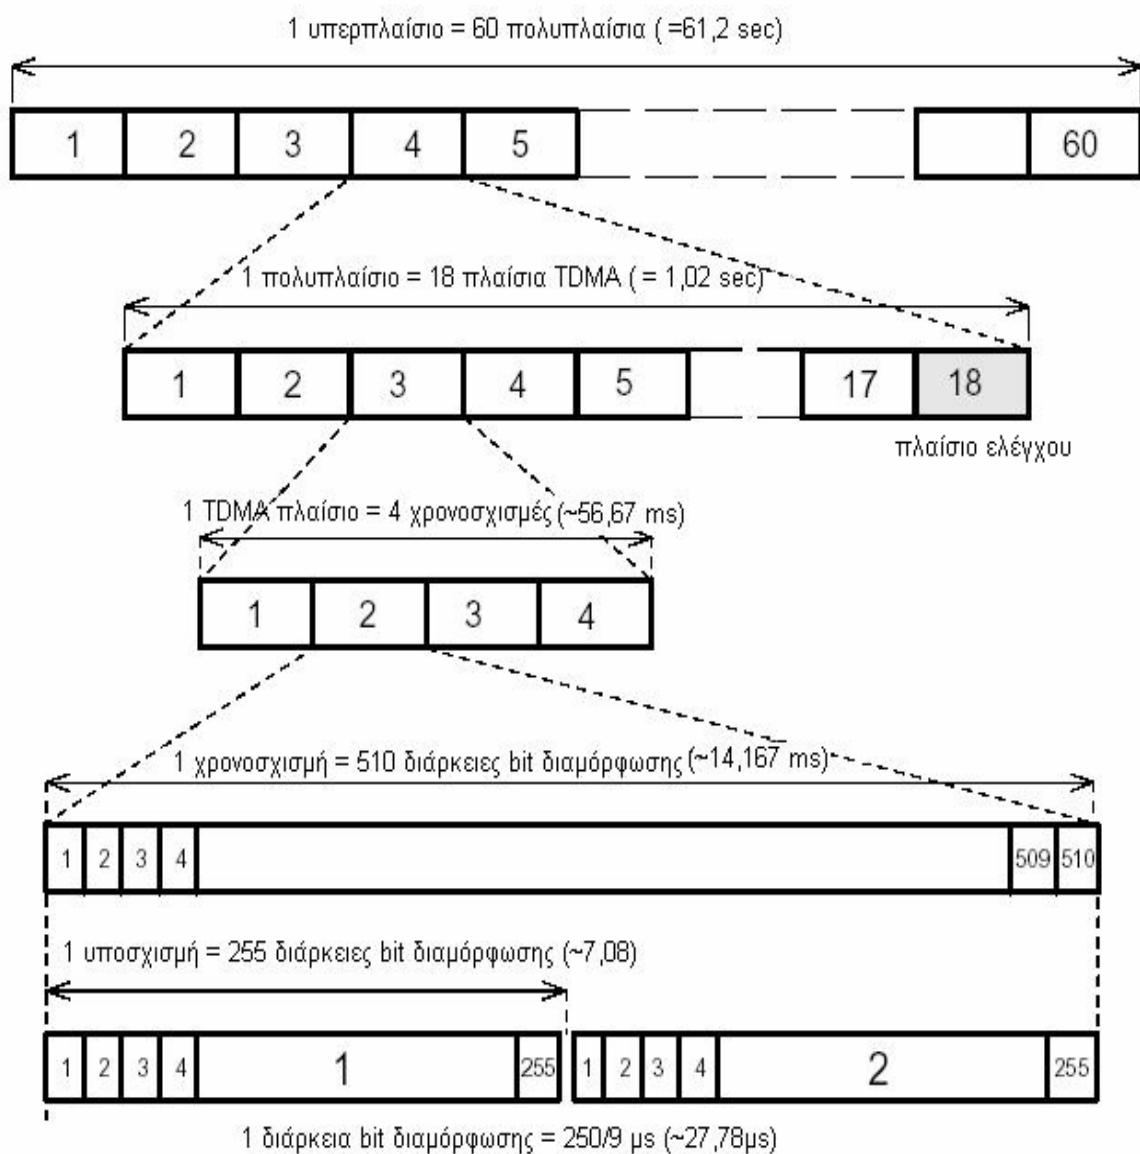 1 υπερπλαίσιο = 60 πολυπλαίσια ( =61,2 sec)
1 2 3 4 5 60
1 πολυπλαίσιο = 18 πλαίσια TDMA ( = 1,02 sec)
1 2 3 4 5 17 18
πλαίσιο ελέγχου
1 TDMA πλαίσιο = 4 χρονοσχισμές (~56,67 ms)
1 2 3 4
1 χρονοσχισμή = 510 διάρκειες bit διαμόρφωσης (~14,167 ms)
1 2 3 4 509 510
1 υποσχισμή = 255 διάρκειες bit διαμόρφωσης (~7,08)
1 2 3 4 1 255 1 2 3 4 2 255
1 διάρκεια bit διαμόρφωσης = 250/9 μs (~27,78μs)